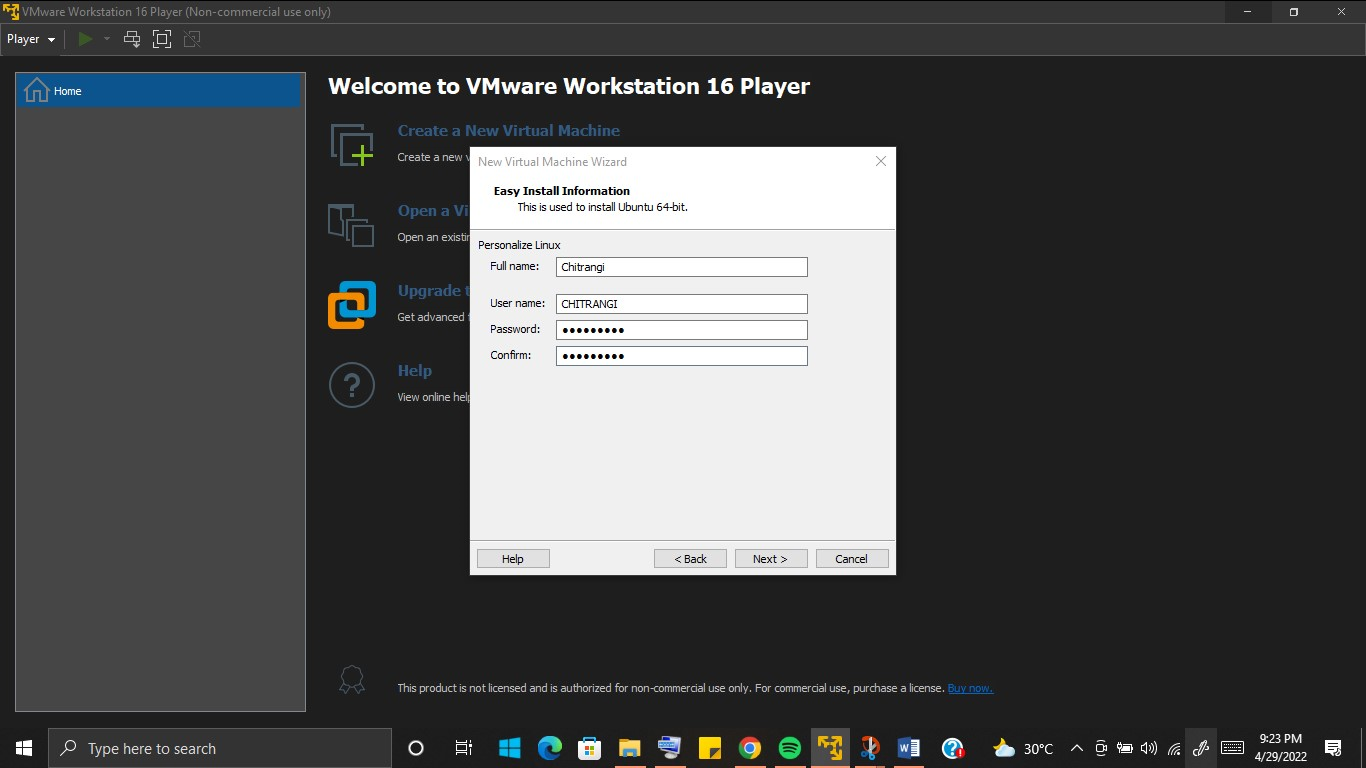 VMware Workstation 16 Player (Non-commercial use only)
Player
Home
Welcome to VMware Workstation 16 Player
Create a New Virtual Machine
Create a new v
Open a Vi
Open an existin
Upgrade t
Get advanced f
Help
View online help
New Virtual Machine Wizard
Easy Install Information
This is used to install Ubuntu 64-bit.
Personalize Linux
Full name: Chitrangi
User name: CHITRANGI
Password: ●●●●●●●●●
Confirm: ●●●●●●●●●
Help < Back Next > Cancel
This product is not licensed and is authorized for non-commercial use only. For commercial use, purchase a license. Buy now.
Type here to search
30°C
9:23 PM
4/29/2022